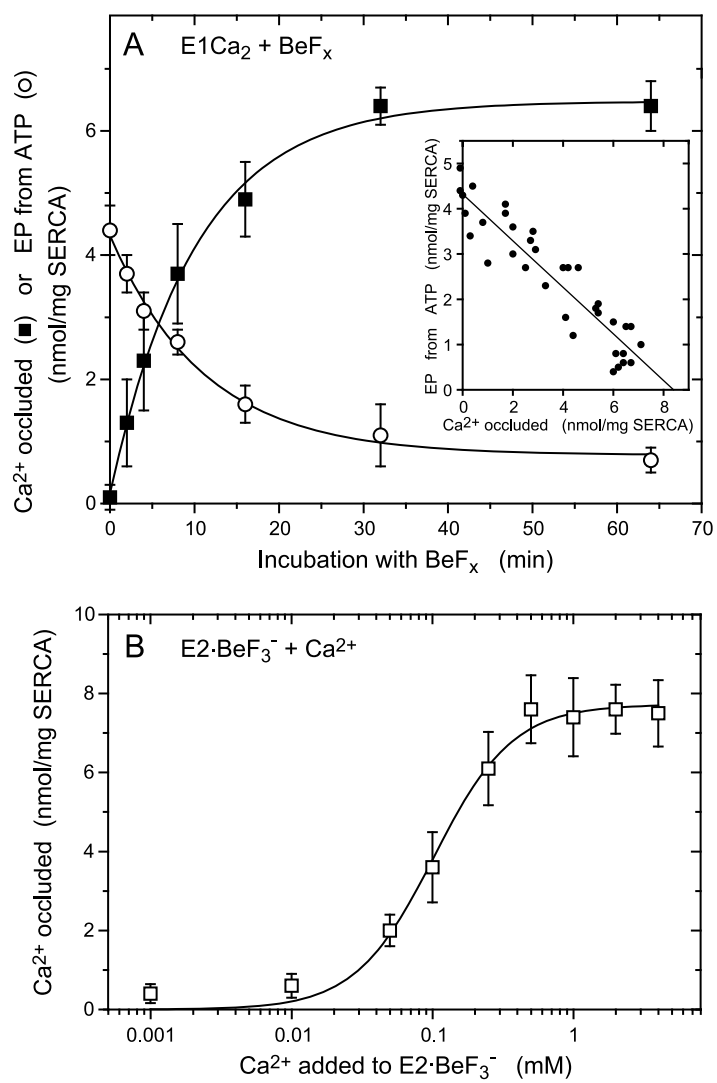 A E1Ca₂ + BeFₓ
Ca²⁺ occluded (■) or EP from ATP (○)
(nmol/mg SERCA)
6
4
2
0
0 10 20 30 40 50 60 70
Incubation with BeFₓ (min)
EP from ATP (nmol/mg SERCA)
5
4
3
2
1
0
0 2 4 6 8
Ca²⁺ occluded (nmol/mg SERCA)
B E2·BeF₃⁻ + Ca²⁺
Ca²⁺ occluded (nmol/mg SERCA)
10
8
6
4
2
0
0.001 0.01 0.1 1
Ca²⁺ added to E2·BeF₃⁻ (mM)